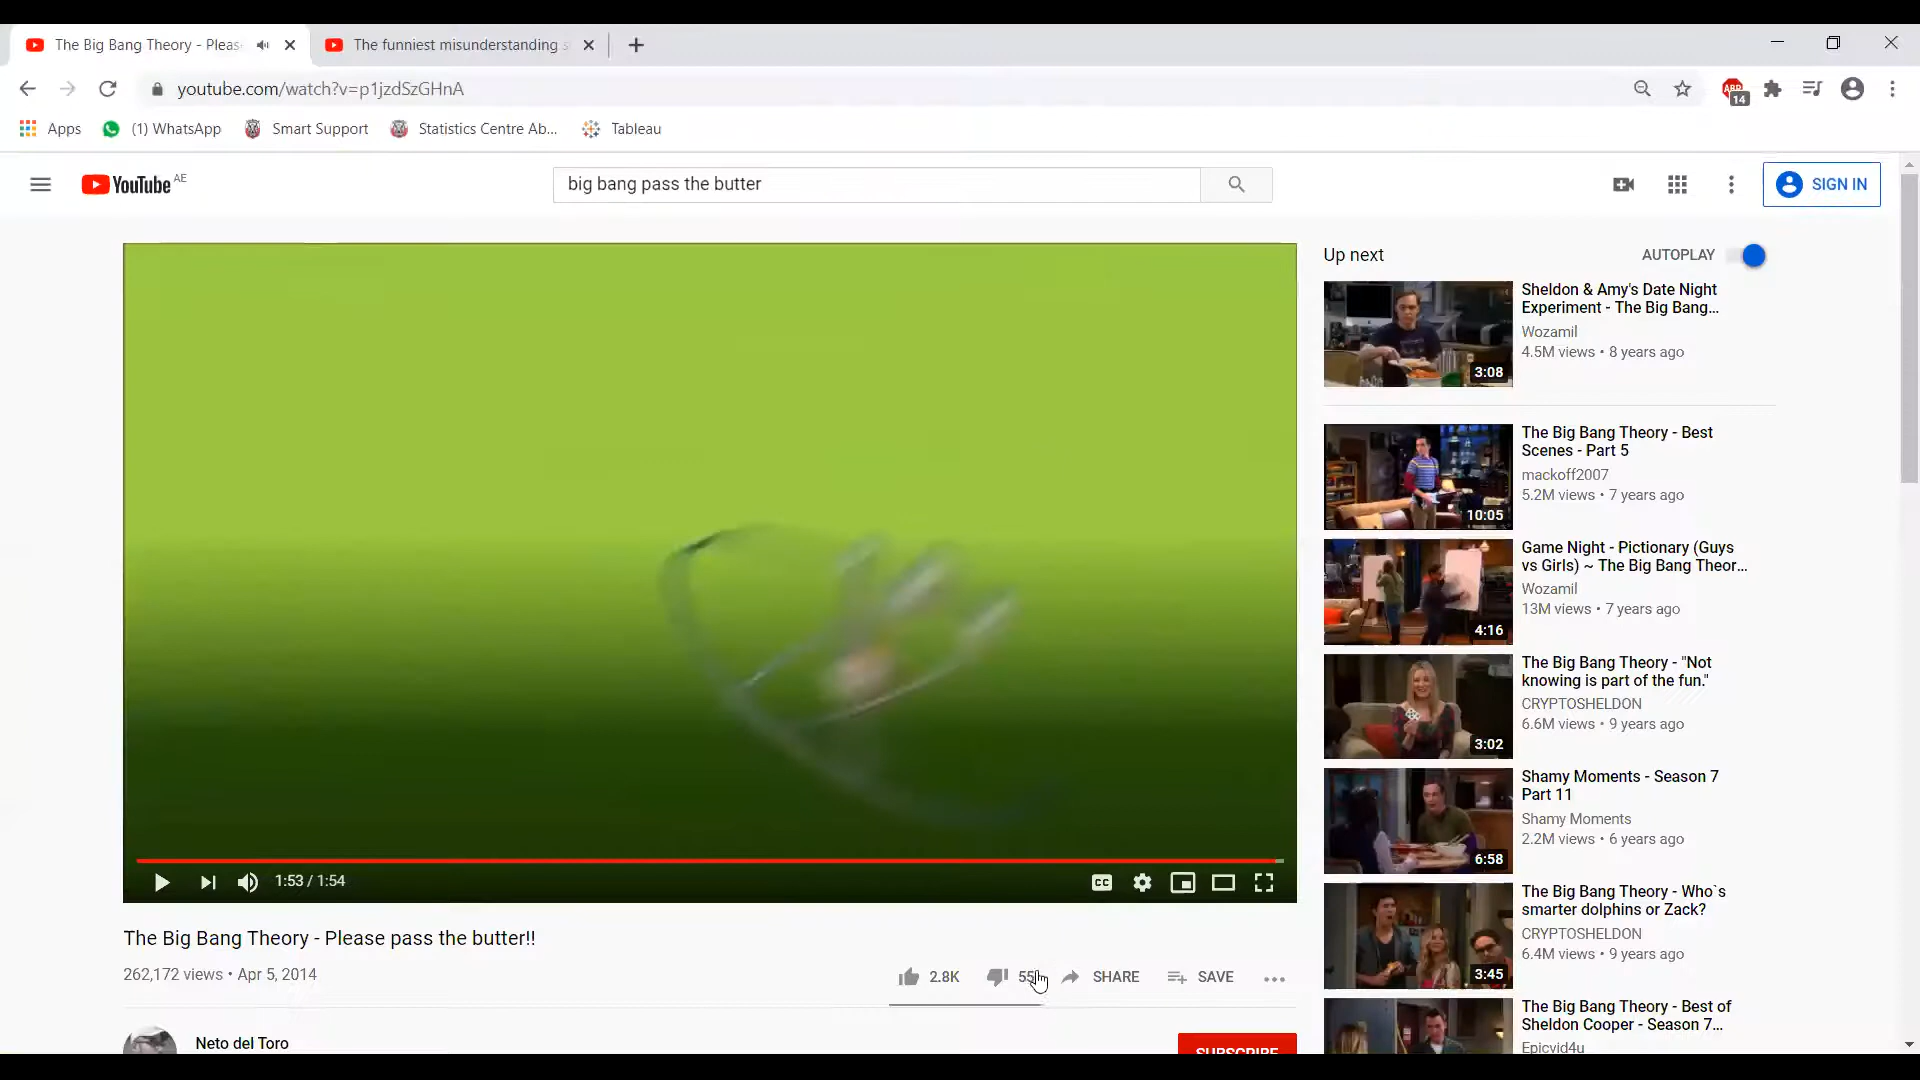 The Big Bang Theory - Pleas
The funniest misunderstanding s
youtube.com/watch?v=p1jzdSzGHnA
ABP
14
Apps
(1) WhatsApp
Smart Support
Statistics Centre Ab...
Tableau
YouTube AE
big bang pass the butter
SIGN IN
Up next
AUTOPLAY
Sheldon & Amy's Date Night
Experiment - The Big Bang...
Wozamil
4.5M views • 8 years ago
3:08
The Big Bang Theory - Best
Scenes - Part 5
mackoff2007
5.2M views • 7 years ago
10:05
Game Night - Pictionary (Guys
vs Girls) ~ The Big Bang Theor...
Wozamil
13M views • 7 years ago
4:16
The Big Bang Theory - "Not
knowing is part of the fun."
CRYPTOSHELDON
6.6M views • 9 years ago
3:02
Shamy Moments - Season 7
Part 11
Shamy Moments
2.2M views • 6 years ago
6:58
The Big Bang Theory - Who`s
smarter dolphins or Zack?
CRYPTOSHELDON
6.4M views • 9 years ago
3:45
The Big Bang Theory - Best of
Sheldon Cooper - Season 7...
Epicvid4u
1:53 / 1:54
CC
The Big Bang Theory - Please pass the butter!!
262,172 views • Apr 5, 2014
2.8K
SHARE
SAVE
Neto del Toro
SUBSCRIBE